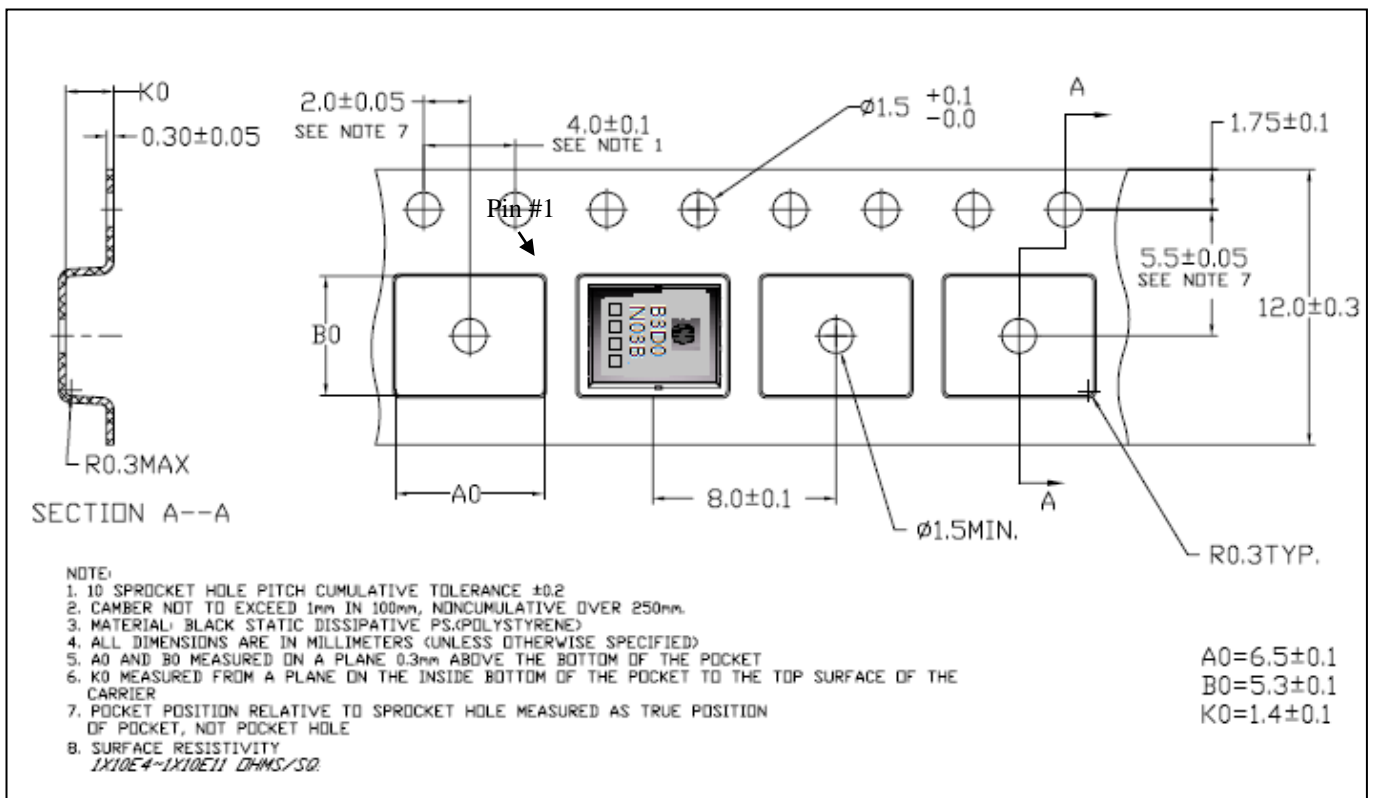 K0
0.30±0.05
R0.3MAX
SECTION A--A
2.0±0.05
SEE NOTE 7
4.0±0.1
SEE NOTE 1
Ø1.5 +0.1
-0.0
A
1.75±0.1
Pin #1
5.5±0.05
SEE NOTE 7
12.0±0.3
B0
B3D0
N03B
□□□□
A0
8.0±0.1
Ø1.5MIN.
A
R0.3TYP.
NOTE:
1. 10 SPROCKET HOLE PITCH CUMULATIVE TOLERANCE ±0.2
2. CAMBER NOT TO EXCEED 1mm IN 100mm, NONCUMULATIVE OVER 250mm.
3. MATERIAL: BLACK STATIC DISSIPATIVE PS.(POLYSTYRENE)
4. ALL DIMENSIONS ARE IN MILLIMETERS (UNLESS OTHERWISE SPECIFIED)
5. A0 AND B0 MEASURED ON A PLANE 0.3mm ABOVE THE BOTTOM OF THE POCKET
6. K0 MEASURED FROM A PLANE ON THE INSIDE BOTTOM OF THE POCKET TO THE TOP SURFACE OF THE
CARRIER
7. POCKET POSITION RELATIVE TO SPROCKET HOLE MEASURED AS TRUE POSITION
OF POCKET, NOT POCKET HOLE
8. SURFACE RESISTIVITY
1X10E4~1X10E11 OHMS/SQ.
A0=6.5±0.1
B0=5.3±0.1
K0=1.4±0.1